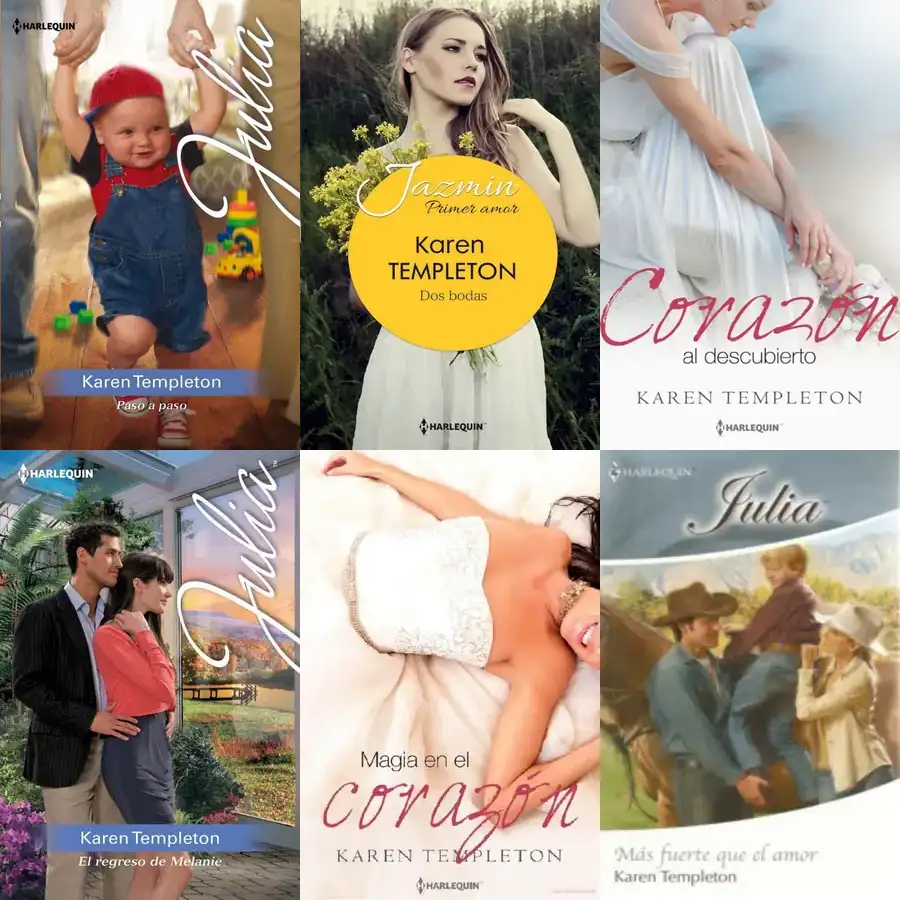 HARLEQUIN
Julia
Karen Templeton
Paso a paso
Jazmin
Primer amor
Karen
TEMPLETON
Dos bodas
HARLEQUIN
Corazón
al descubierto
KAREN TEMPLETON
HARLEQUIN
HARLEQUIN
Julia
Karen Templeton
El regreso de Melanie
Magia en el
corazón
KAREN TEMPLETON
HARLEQUIN
HARLEQUIN
Julia
Más fuerte que el amor
Karen Templeton